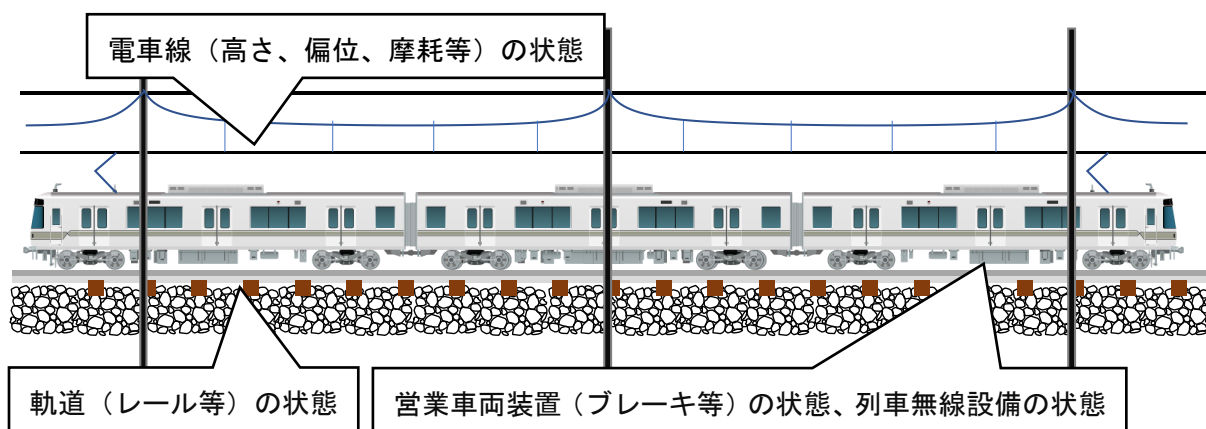 電車線（高さ、偏位、摩耗等）の状態
軌道（レール等）の状態
営業車両装置（ブレーキ等）の状態、列車無線設備の状態